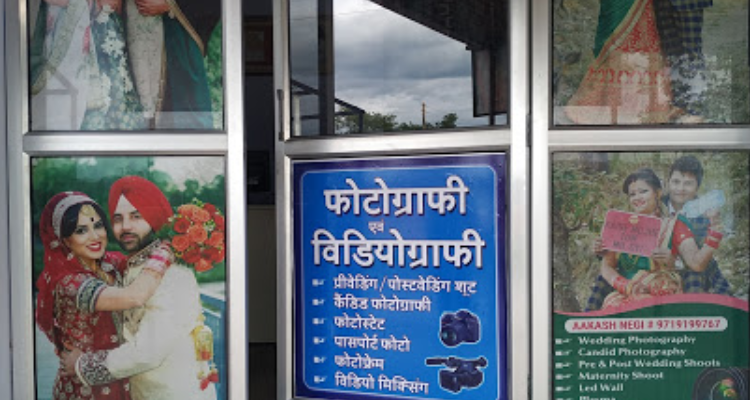 फोटोग्राफी
एवं
विडियोग्राफी
प्रीवेडिंग/पोस्टवेडिंग शूट
कैंडिड फोटोग्राफी
फोटोस्टेट
पासपोर्ट फोटो
फोटोफ्रेम
विडियो मिक्सिंग
AAKASH NEGI # 9719199767
Wedding Photography
Candid Photography
Pre & Post Wedding Shoots
Maternity Shoot
Led Wall